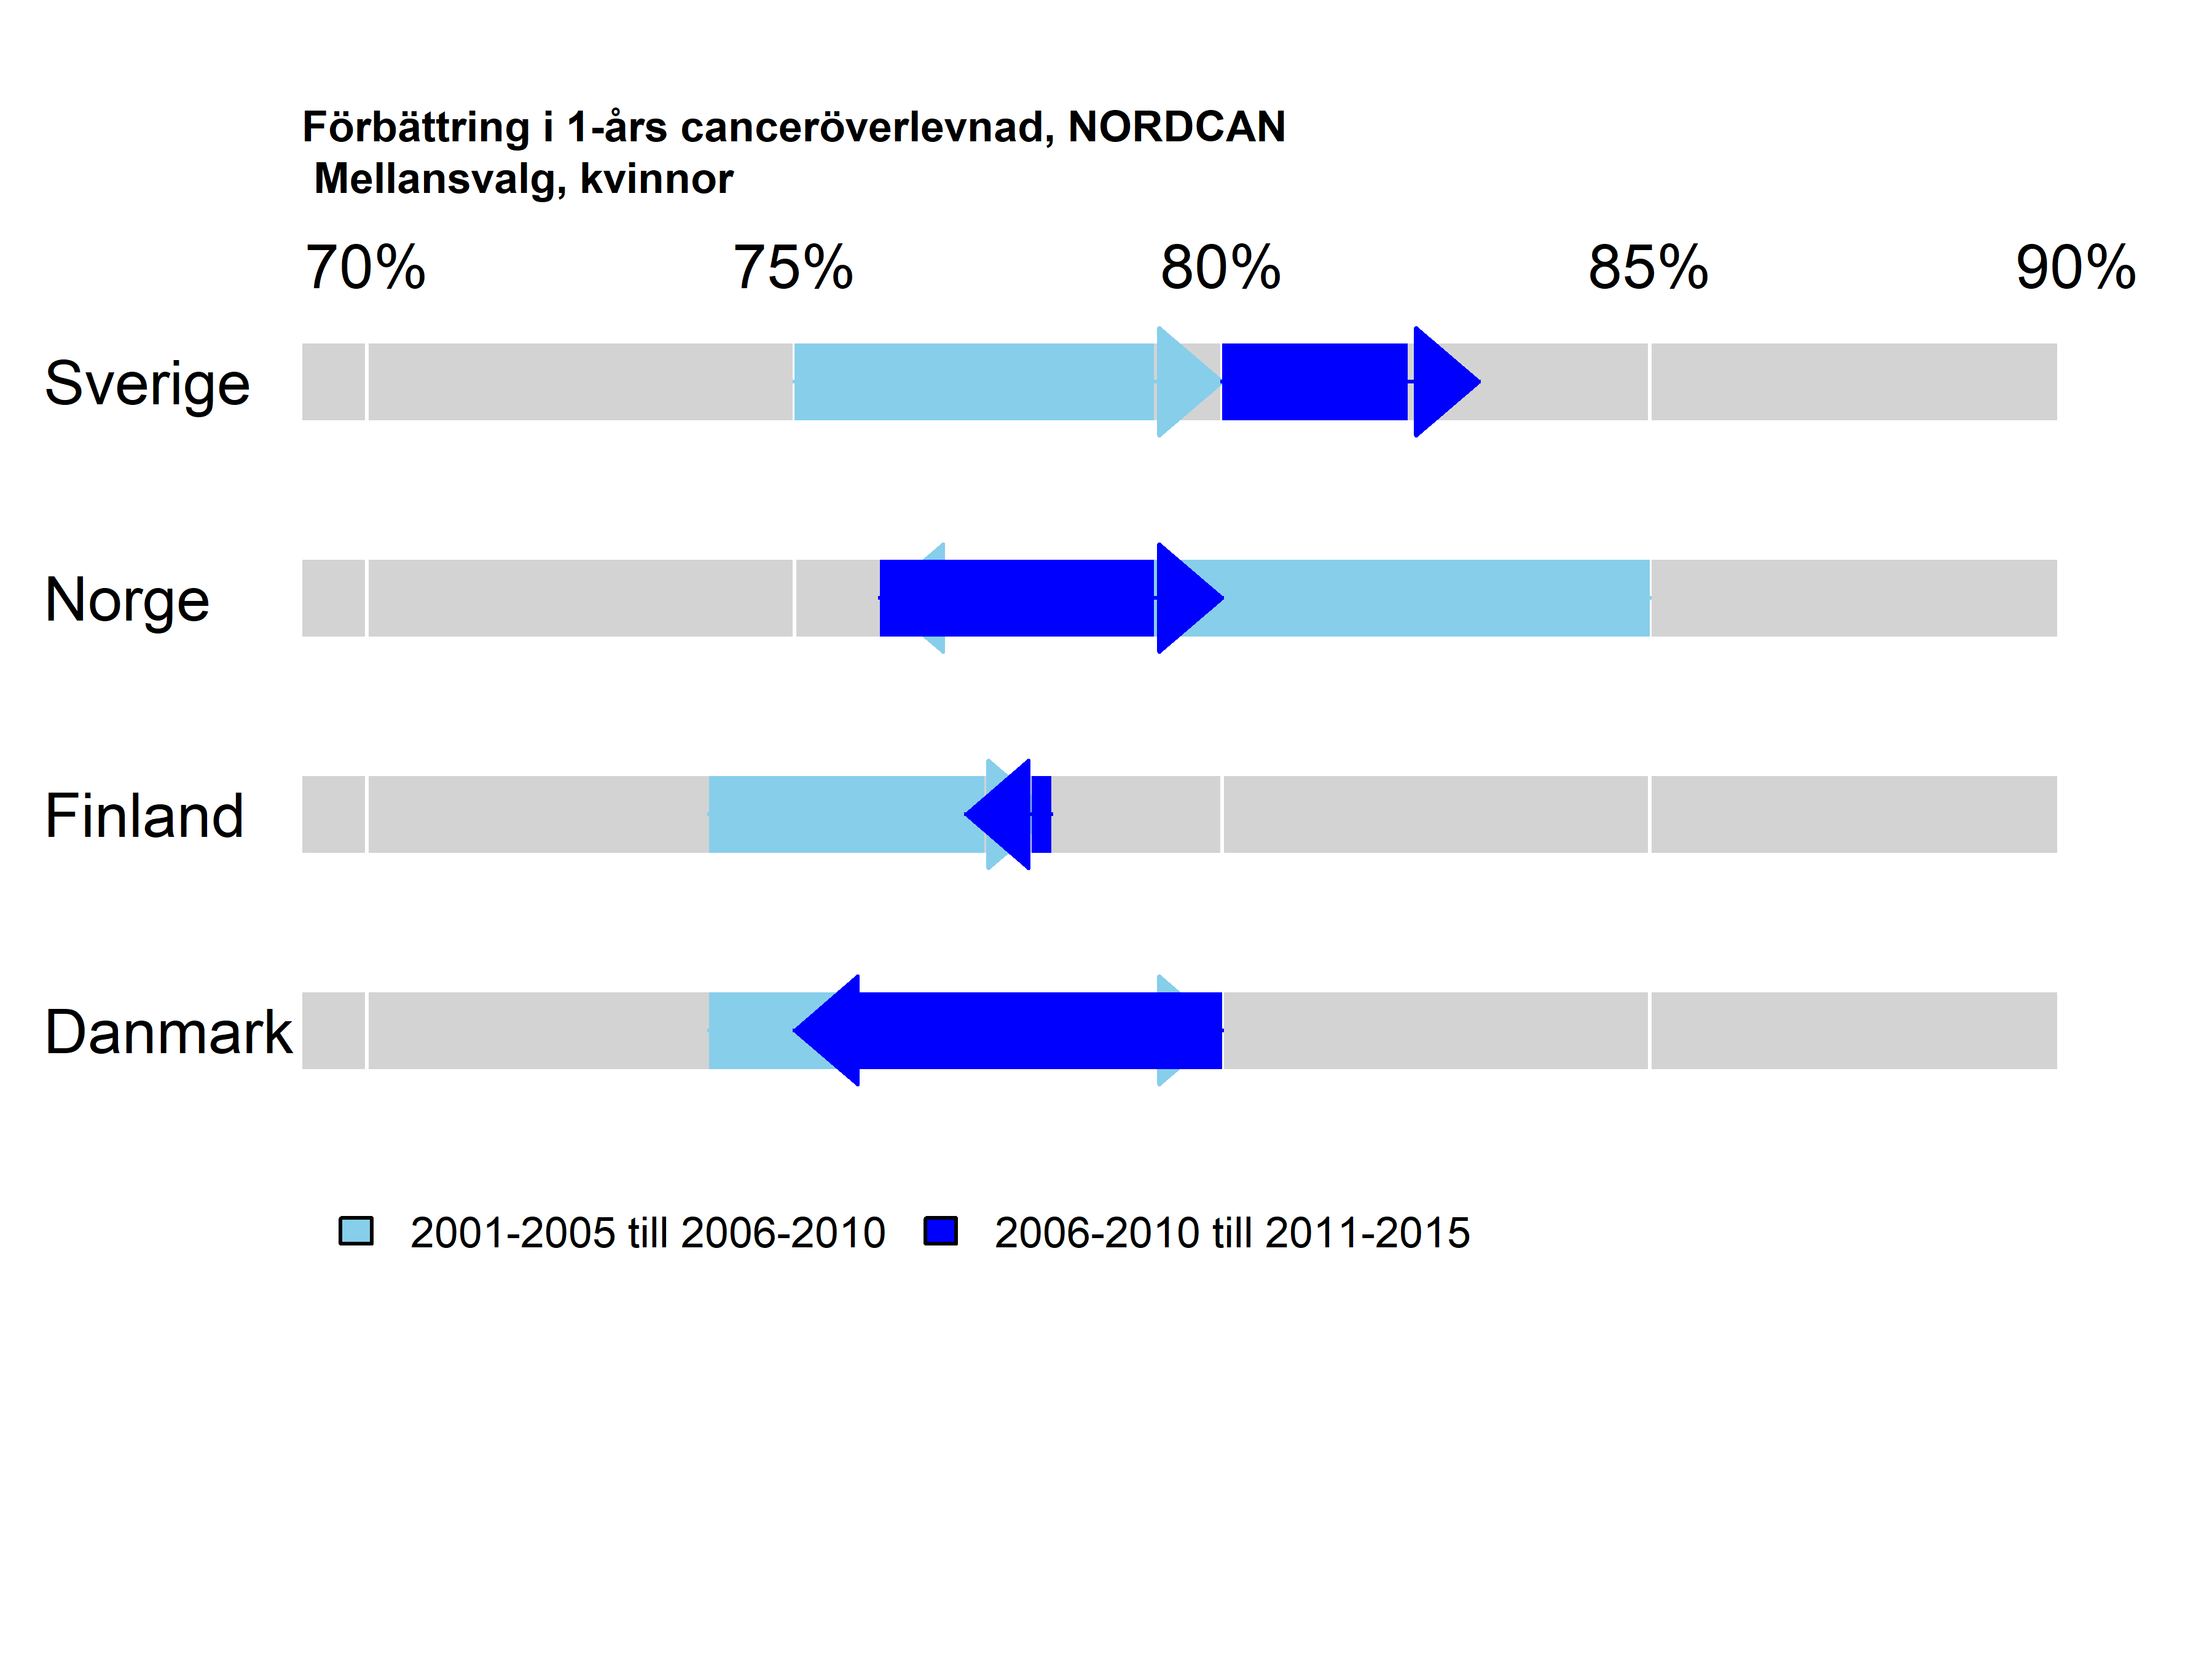 Förbättring i 1-års canceröverlevnad, NORDCAN
Mellansvalg, kvinnor
70% 75% 80% 85% 90%
Sverige
Norge
Finland
Danmark
2001-2005 till 2006-2010 2006-2010 till 2011-2015